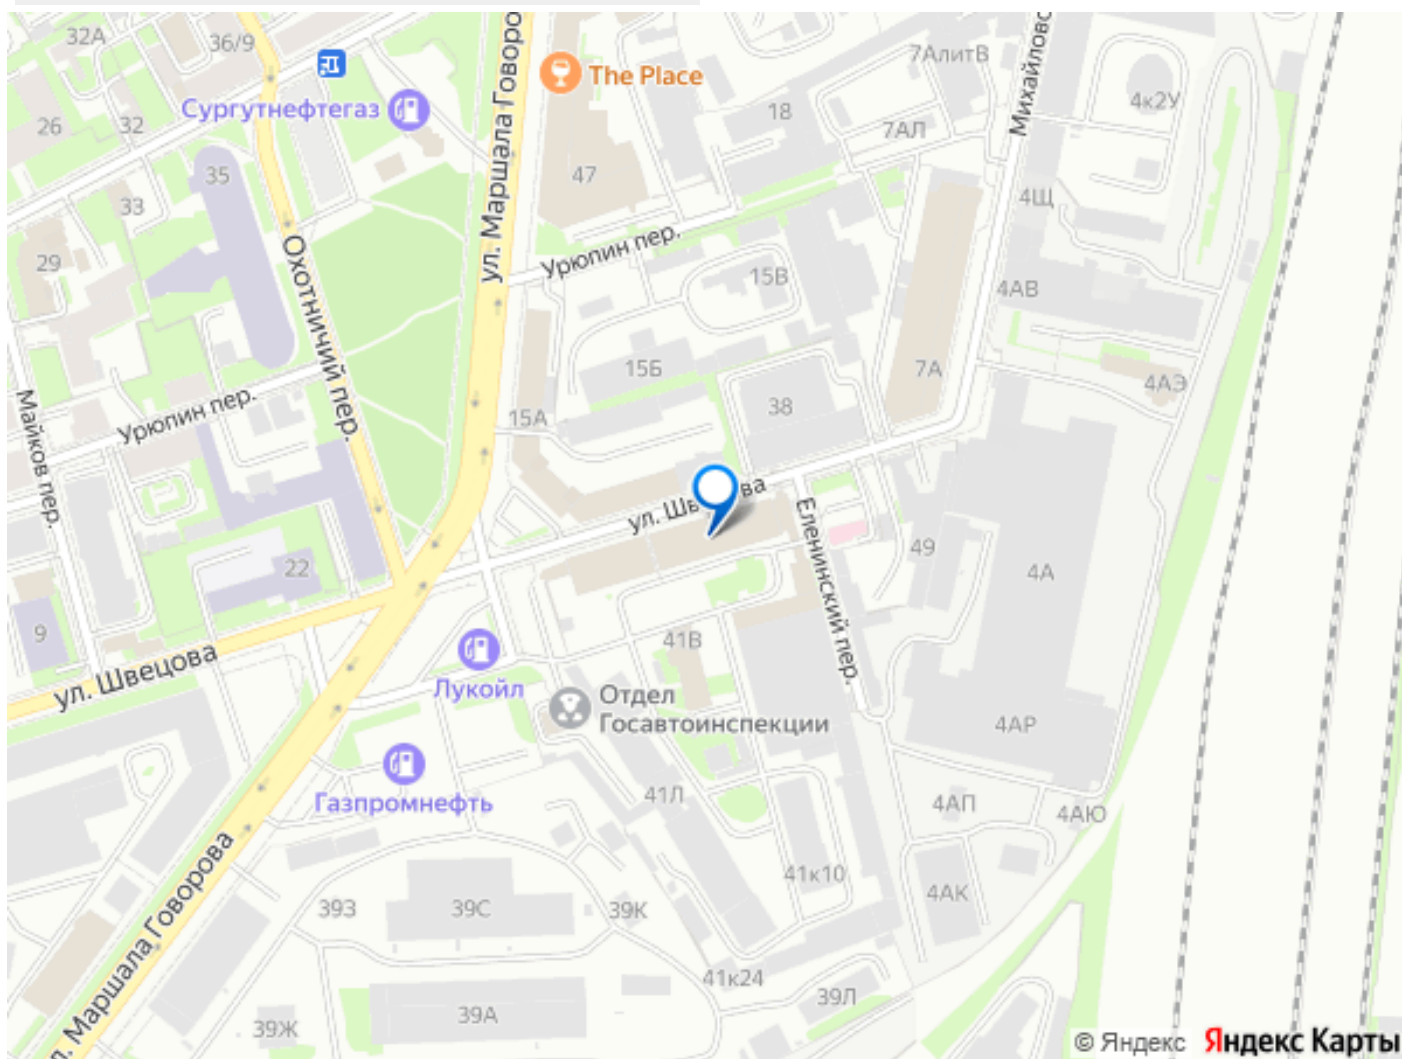 32А
36/9
ул. Маршала Говоро
The Place
7АлитВ
Михайловс
4к2У
Сургутнефтегаз
26
32
18
7АЛ
35
47
33
4Щ
Охотничий пер.
Урюпин пер.
29
15В
4АВ
15Б
7А
4АЭ
Майков пер.
Урюпин пер.
15А
38
ул. Шв
ва
Еленинский пер.
49
22
4А
9
41В
ул. Швецова
Лукойл
Отдел
Госавтоинспекции
4АР
Газпромнефть
41Л
4АП
4АЮ
41к10
4АК
39З
39С
39К
. Маршала Говорова
41к24
39Л
39Ж
39А
© Яндекс
Яндекс Карты